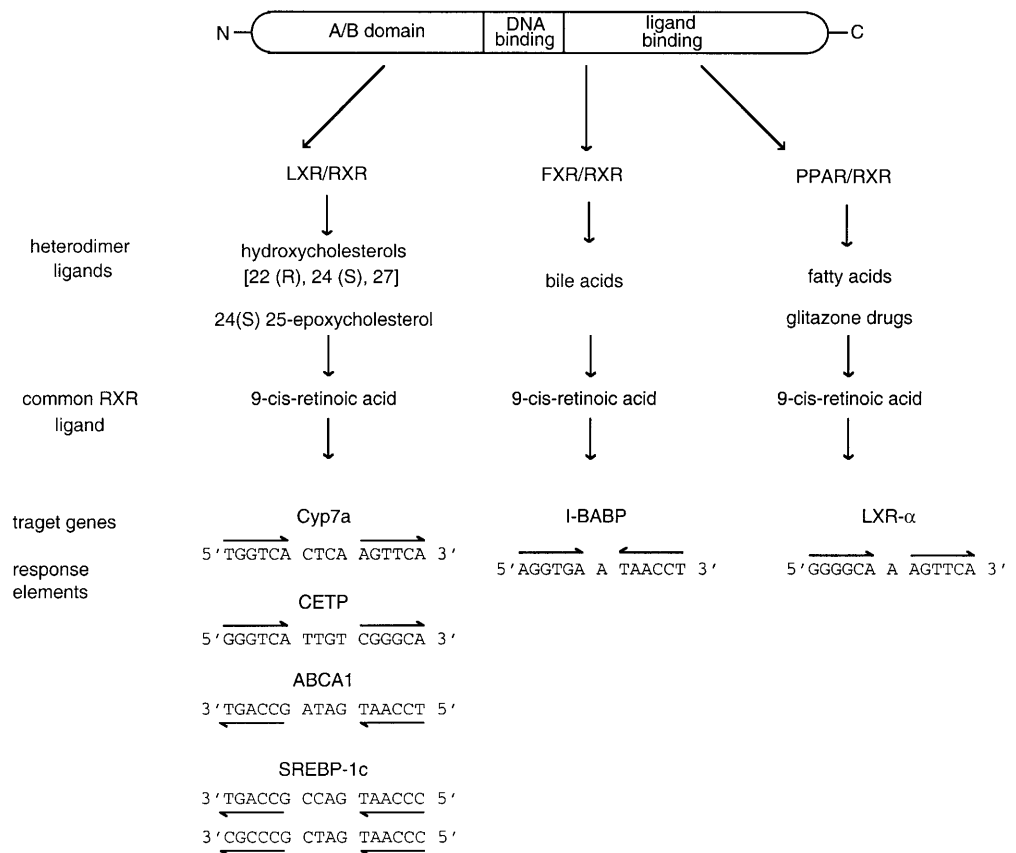 N A/B domain DNA binding ligand binding C
LXR/RXR FXR/RXR PPAR/RXR
heterodimer ligands
hydroxycholesterols
[22 (R), 24 (S), 27]
24(S) 25-epoxycholesterol
bile acids
fatty acids
glitazone drugs
common RXR ligand
9-cis-retinoic acid 9-cis-retinoic acid 9-cis-retinoic acid
traget genes
response elements
Cyp7a
5'TGGTCA CTCA AGTTCA 3'
CETP
5'GGGTCA TTGT CGGGCA 3'
ABCA1
3'TGACCG ATAG TAACCT 5'
SREBP-1c
3'TGACCG CCAG TAACCC 5'
3'CGCCCG CTAG TAACCC 5'
I-BABP
5'AGGTGA A TAACCT 3'
LXR-α
5'GGGGCA A AGTTCA 3'